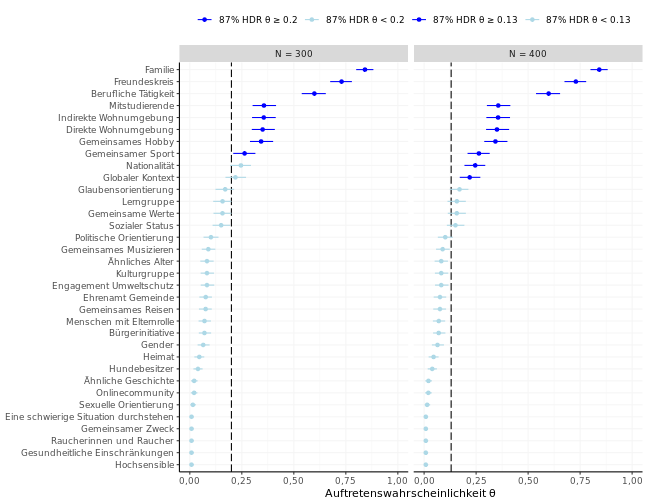 87% HDR θ ≥ 0.2 87% HDR θ < 0.2 87% HDR θ ≥ 0.13 87% HDR θ < 0.13
N = 300 N = 400
Familie
Freundeskreis
Berufliche Tätigkeit
Mitstudierende
Indirekte Wohnumgebung
Direkte Wohnumgebung
Gemeinsames Hobby
Gemeinsamer Sport
Nationalität
Globaler Kontext
Glaubensorientierung
Lerngruppe
Gemeinsame Werte
Sozialer Status
Politische Orientierung
Gemeinsames Musizieren
Ähnliches Alter
Kulturgruppe
Engagement Umweltschutz
Ehrenamt Gemeinde
Gemeinsames Reisen
Menschen mit Elternrolle
Bürgerinitiative
Gender
Heimat
Hundebesitzer
Ähnliche Geschichte
Onlinecommunity
Sexuelle Orientierung
Eine schwierige Situation durchstehen
Gemeinsamer Zweck
Raucherinnen und Raucher
Gesundheitliche Einschränkungen
Hochsensible
0,00 0,25 0,50 0,75 1,00 0,00 0,25 0,50 0,75 1,00
Auftretenswahrscheinlichkeit θ